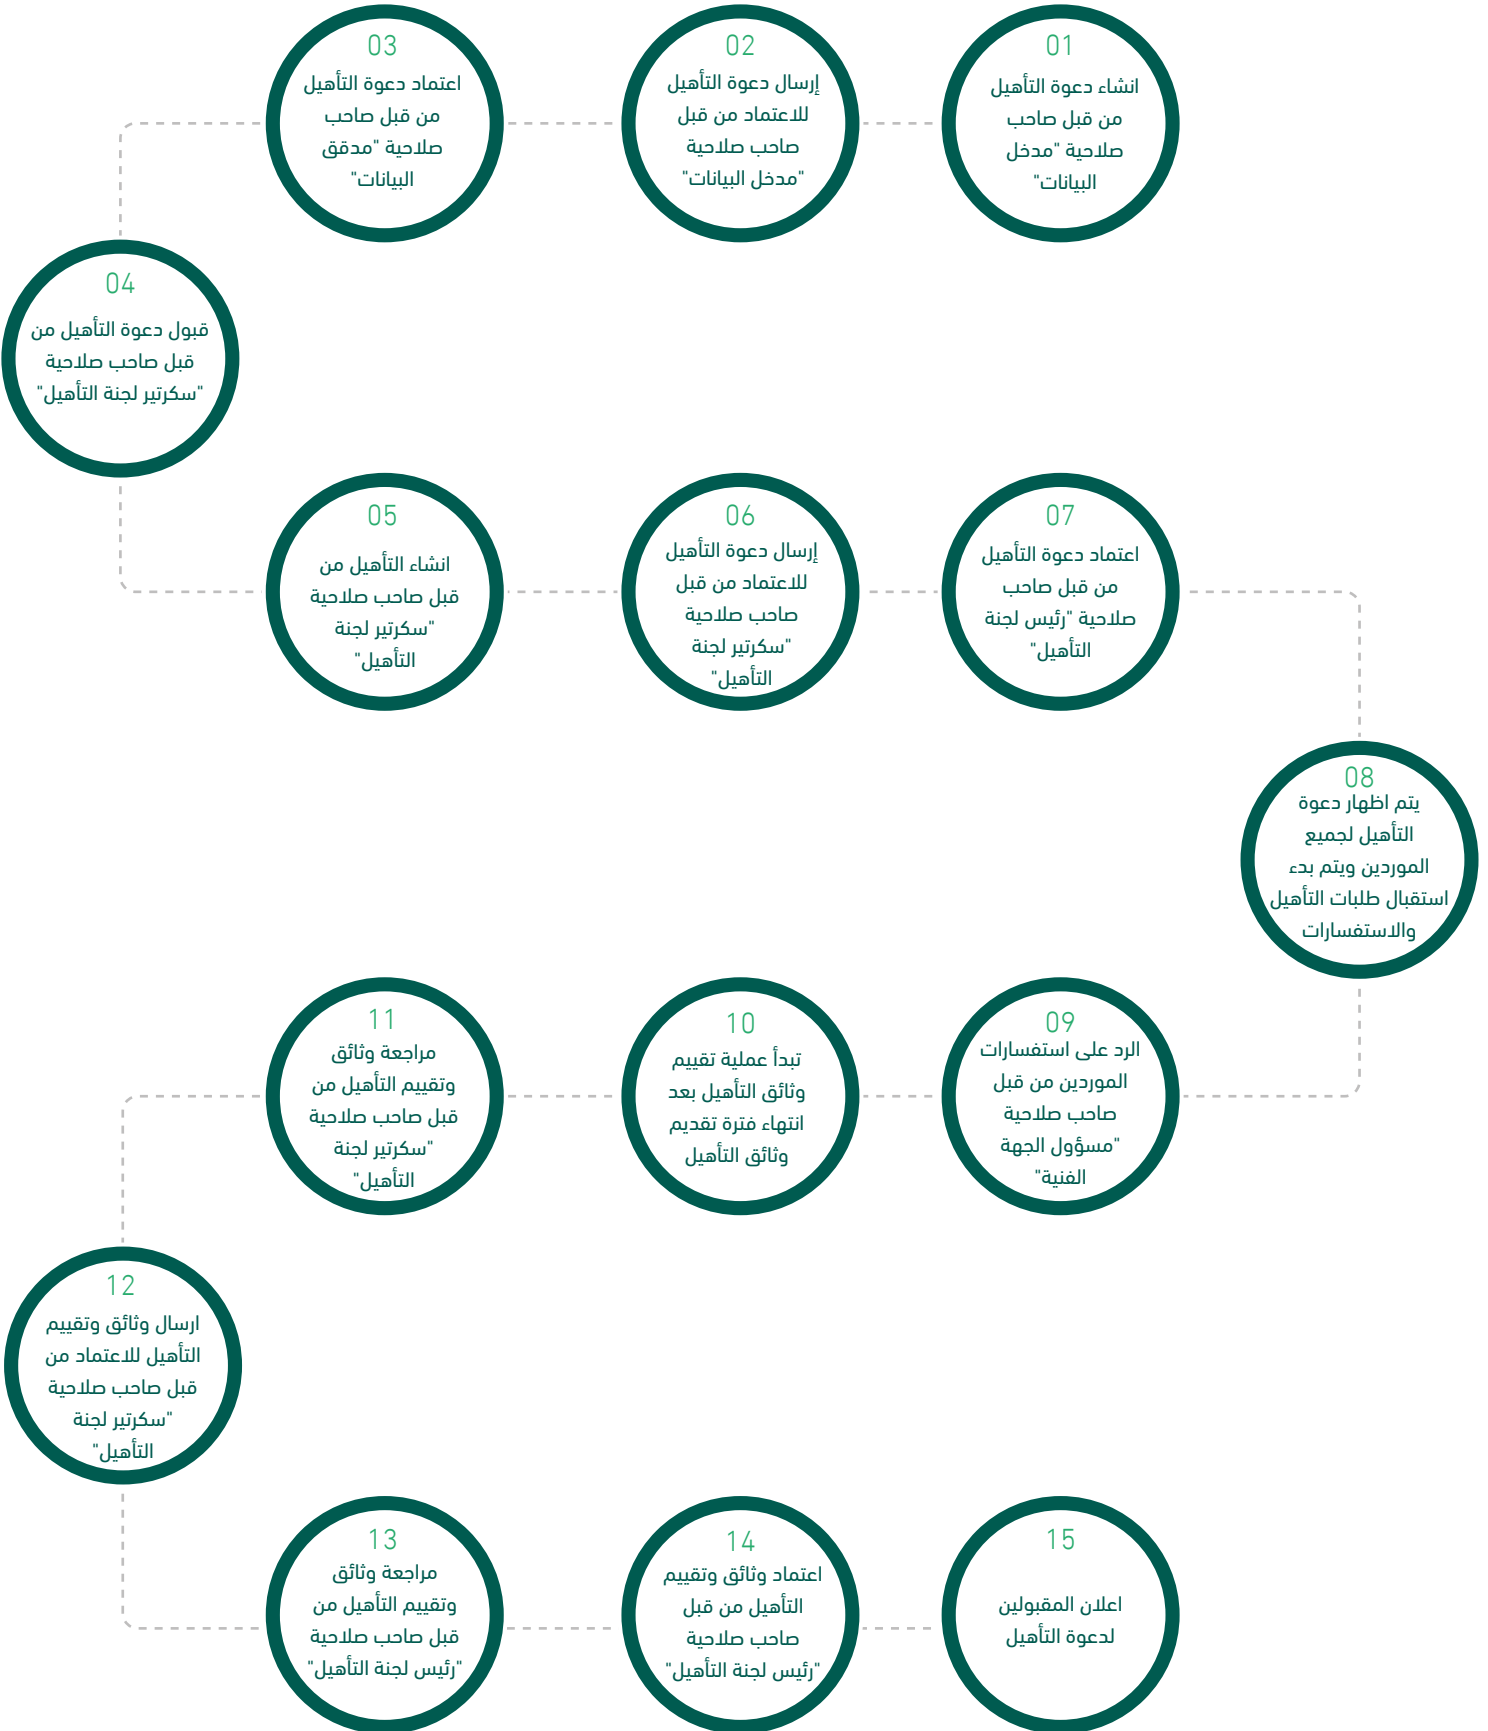 01
انشاء دعوة التأهيل
من قبل صاحب
صلاحية "مدخل
البيانات"
02
إرسال دعوة التأهيل
للاعتماد من قبل
صاحب صلاحية
"مدخل البيانات"
03
اعتماد دعوة التأهيل
من قبل صاحب
صلاحية "مدقق
البيانات"
04
قبول دعوة التأهيل من
قبل صاحب صلاحية
"سكرتير لجنة التأهيل"
05
انشاء التأهيل من
قبل صاحب صلاحية
"سكرتير لجنة
التأهيل"
06
إرسال دعوة التأهيل
للاعتماد من قبل
صاحب صلاحية
"سكرتير لجنة
التأهيل"
07
اعتماد دعوة التأهيل
من قبل صاحب
صلاحية "رئيس لجنة
التأهيل"
08
يتم اظهار دعوة
التأهيل لجميع
الموردين ويتم بدء
استقبال طلبات التأهيل
والاستفسارات
09
الرد على استفسارات
الموردين من قبل
صاحب صلاحية
"مسؤول الجهة
الفنية"
10
تبدأ عملية تقييم
وثائق التأهيل بعد
انتهاء فترة تقديم
وثائق التأهيل
11
مراجعة وثائق
وتقييم التأهيل من
قبل صاحب صلاحية
"سكرتير لجنة
التأهيل"
12
ارسال وثائق وتقييم
التأهيل للاعتماد من
قبل صاحب صلاحية
"سكرتير لجنة
التأهيل"
13
مراجعة وثائق
وتقييم التأهيل من
قبل صاحب صلاحية
"رئيس لجنة التأهيل"
14
اعتماد وثائق وتقييم
التأهيل من قبل
صاحب صلاحية
"رئيس لجنة التأهيل"
15
اعلان المقبولين
لدعوة التأهيل